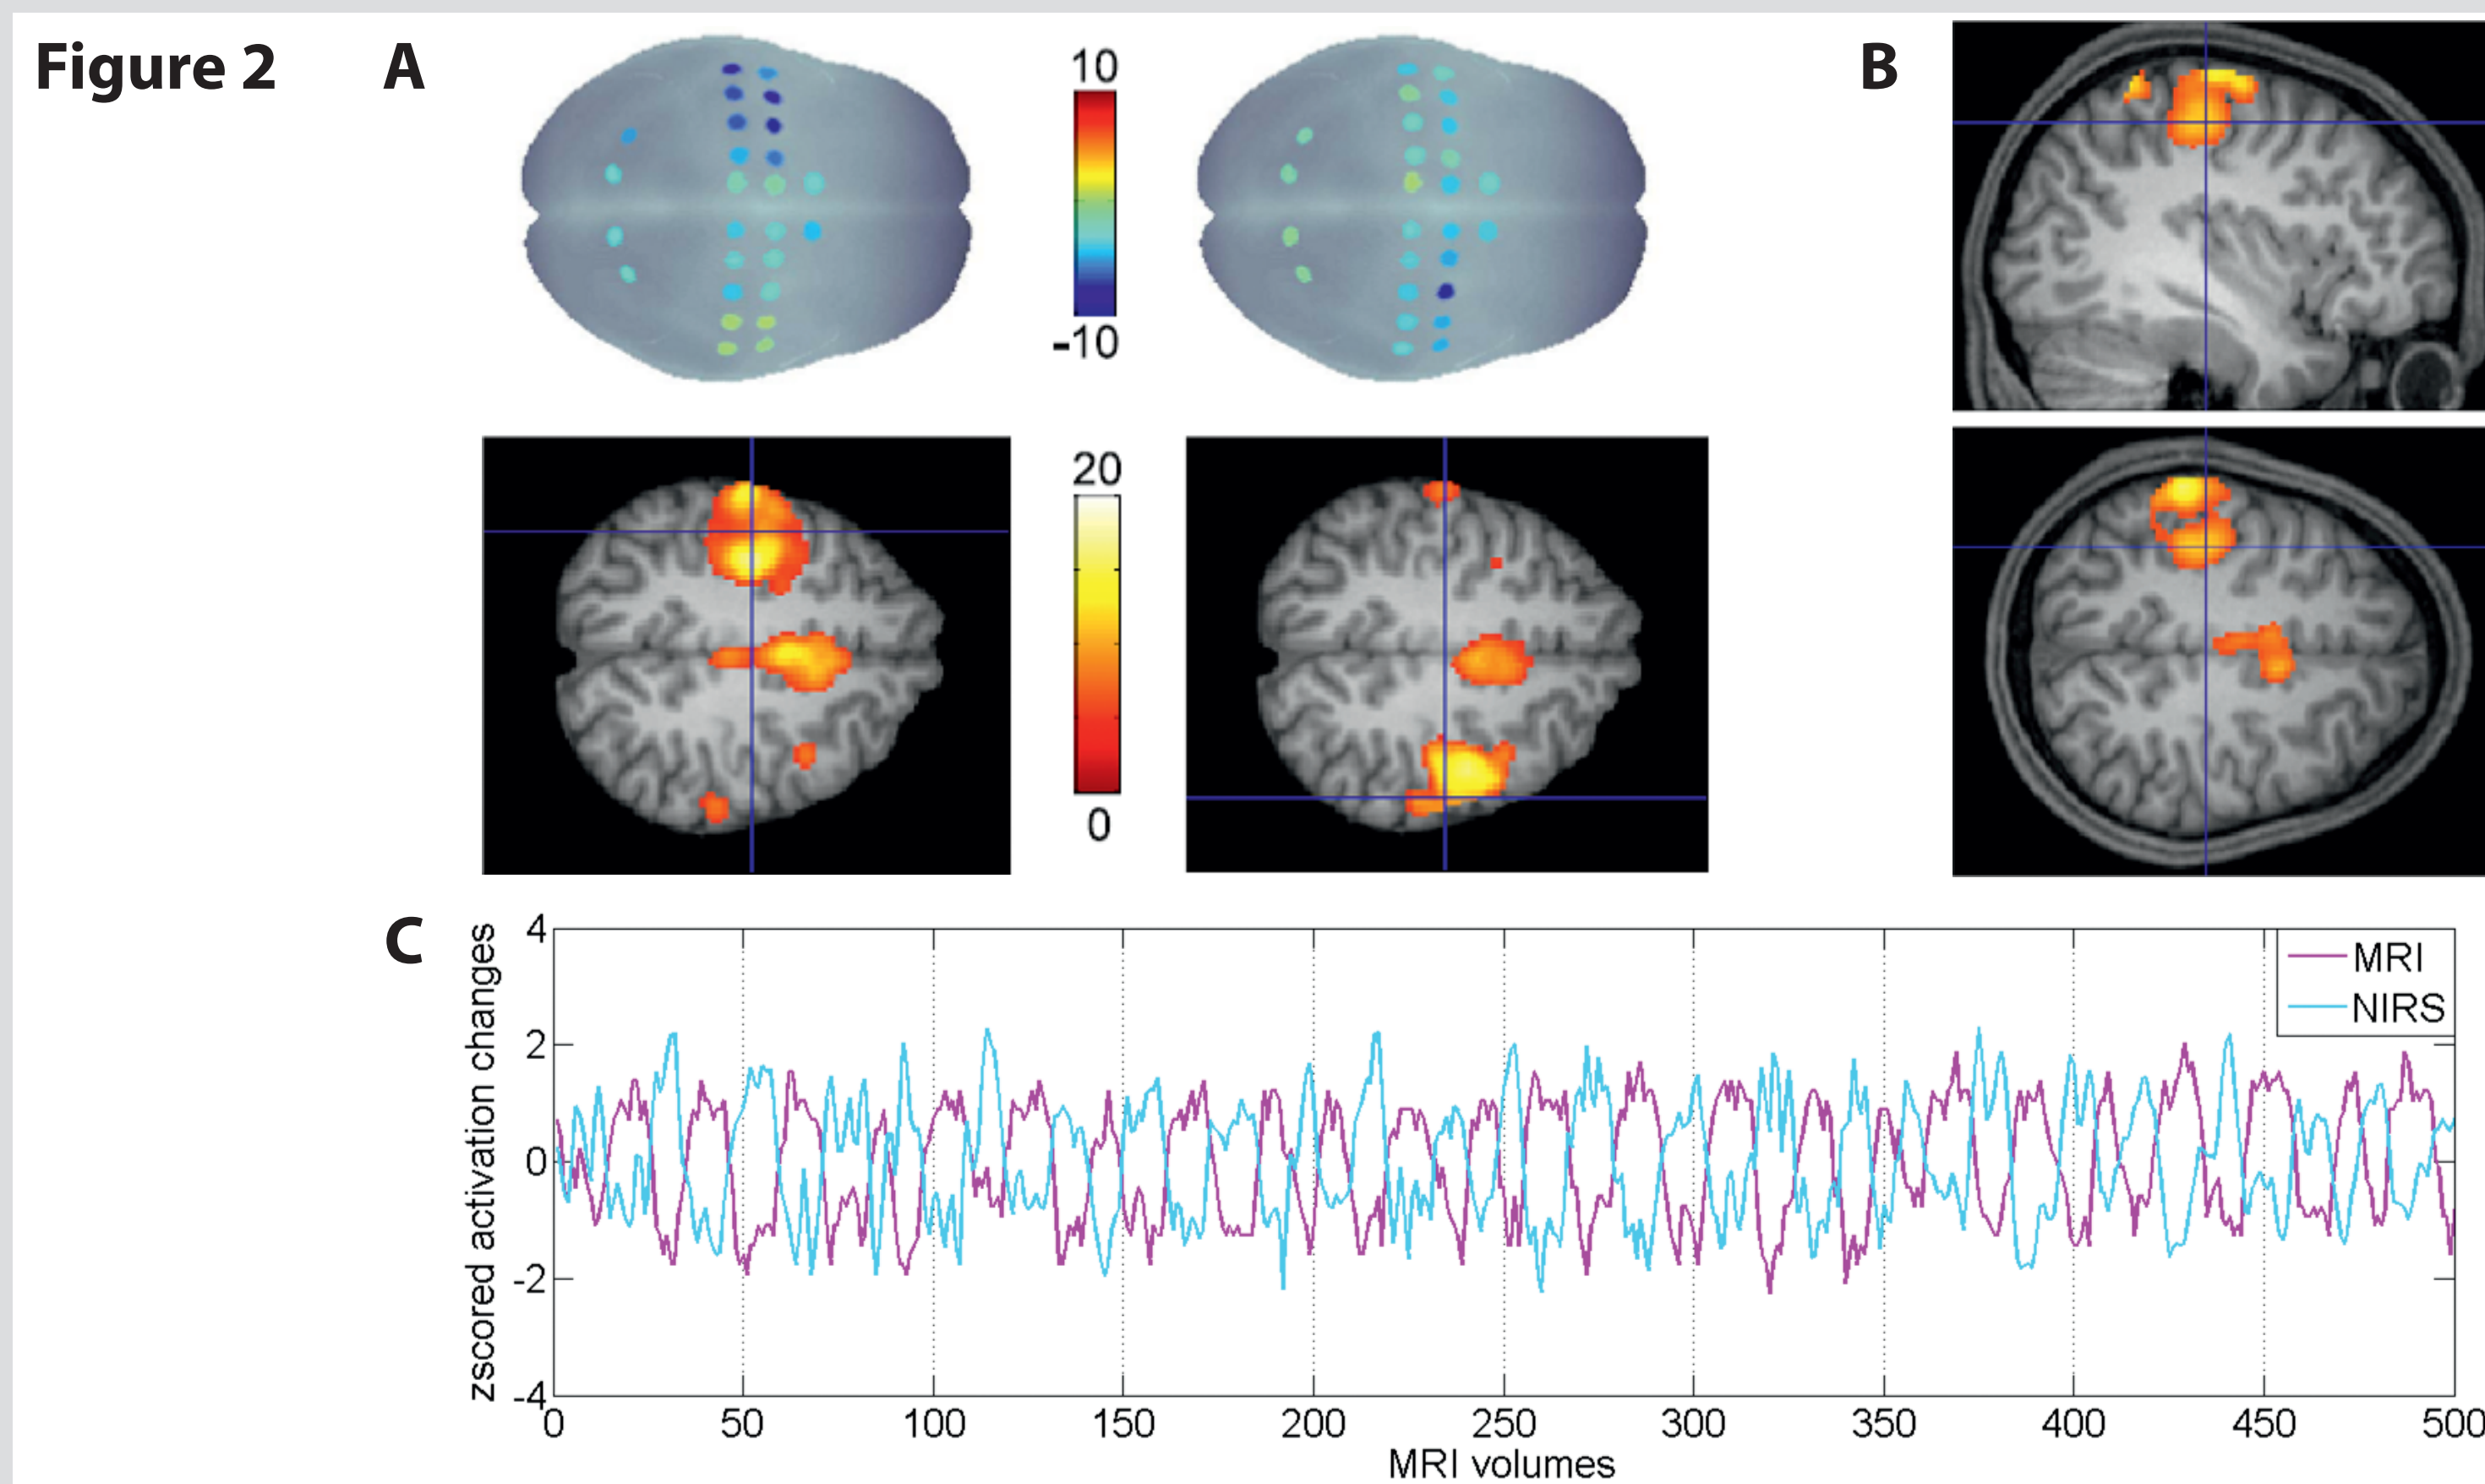 Figure 2
A
10
-10
B
20
0
C
zscored activation changes
4
2
0
-2
-4
MRI
NIRS
0 50 100 150 200 250 300 350 400 450 500
MRI volumes